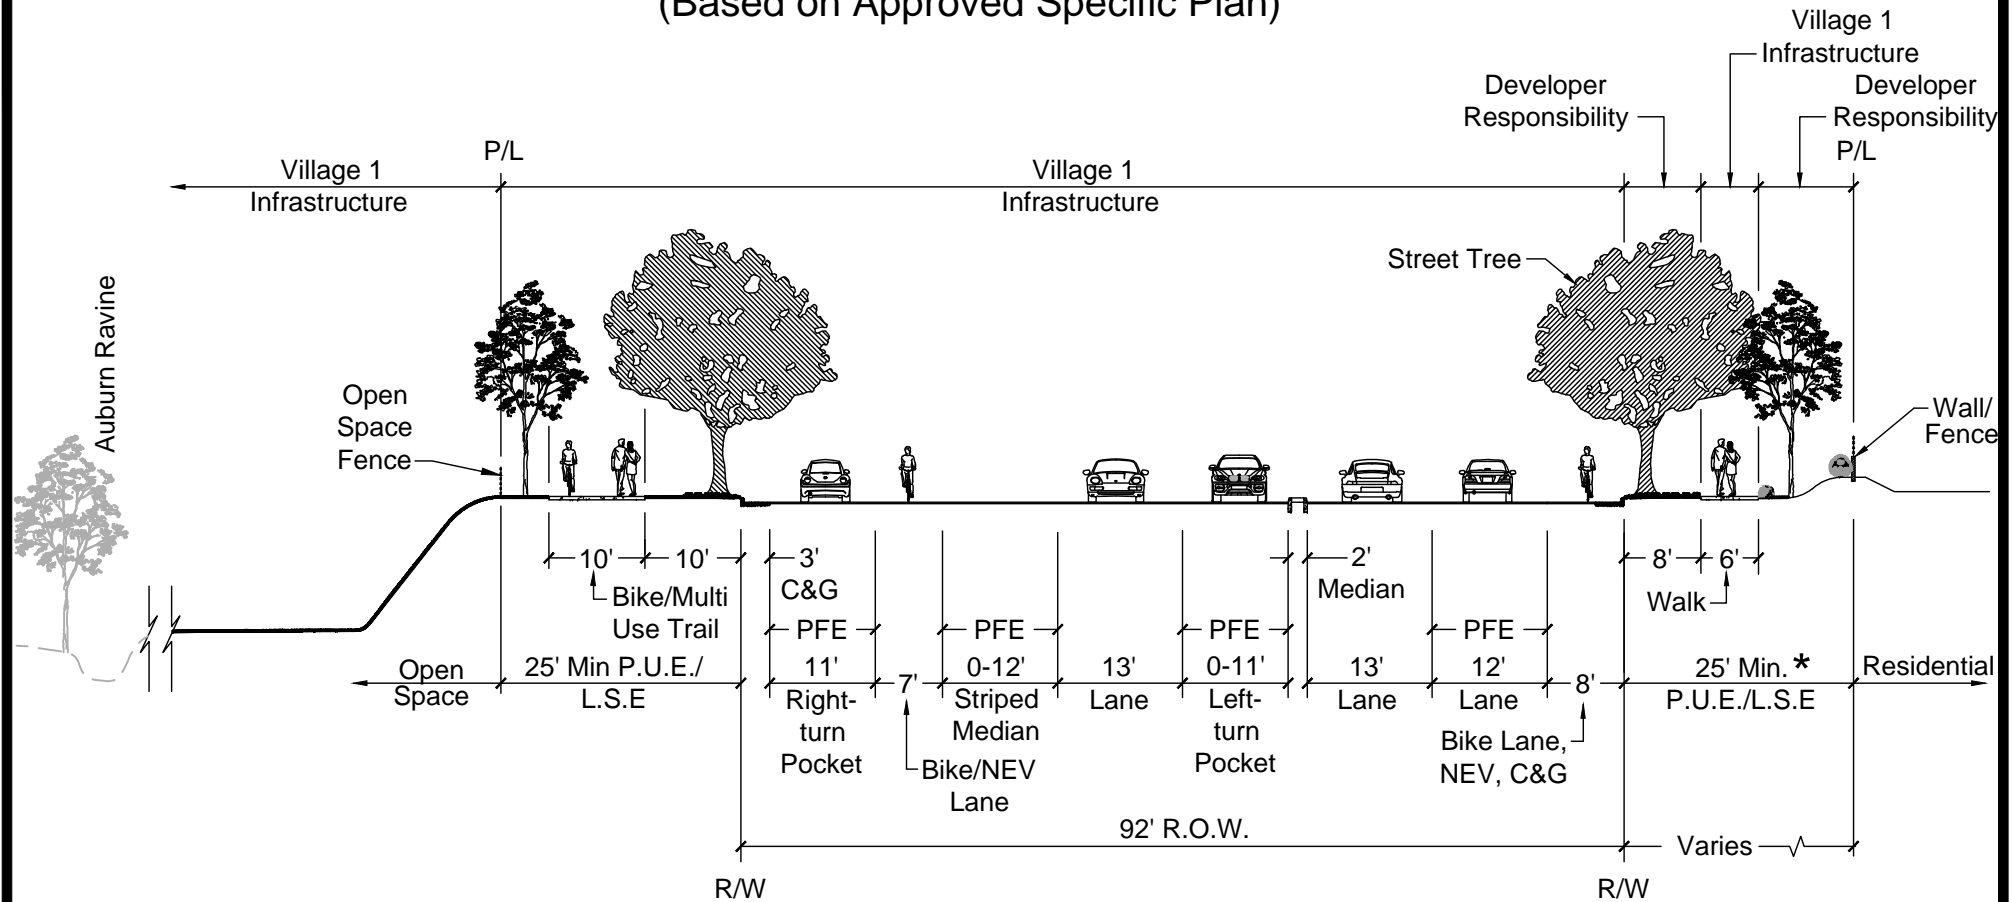 (Based on Approved Specific Plan)
Village 1
Infrastructure
Developer
Responsibility
Developer
Responsibility
P/L
P/L
Village 1
Infrastructure
Village 1
Infrastructure
Street Tree
Auburn Ravine
Open
Space
Fence
Wall/
Fence
10'
10'
3'
C&G
2'
Median
8'
6'
Bike/Multi
Use Trail
Walk
PFE
PFE
PFE
PFE
Open
Space
25' Min P.U.E./
L.S.E
11'
Right-
turn
Pocket
7'
Bike/NEV
Lane
0-12'
Striped
Median
13'
Lane
0-11'
Left-
turn
Pocket
13'
Lane
12'
Lane
8'
Bike Lane,
NEV, C&G
25' Min.*
P.U.E./L.S.E
Residential
92' R.O.W.
Varies
R/W
R/W